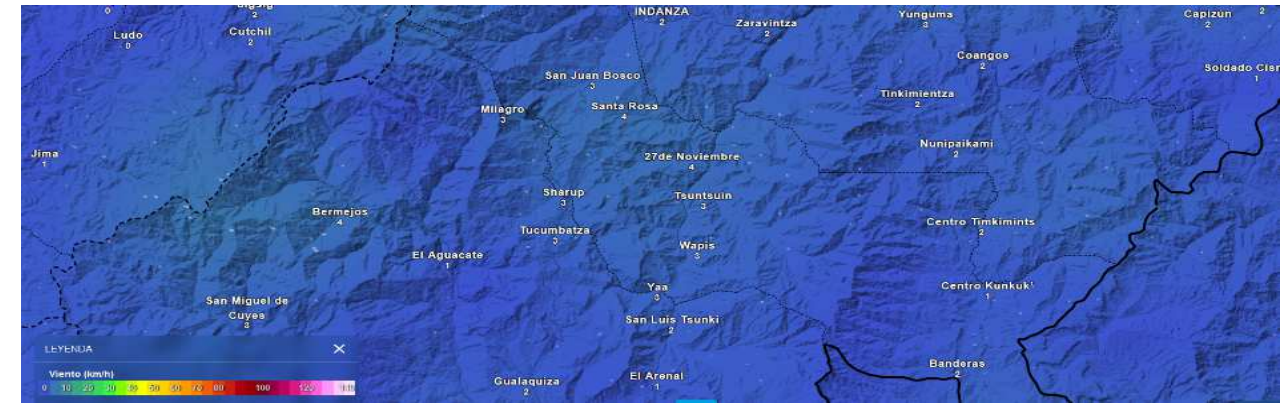 INDANZA
2
Zaravintza
2
Yunguma
3
Capizun
2
2
Ludo
0
0
2
Cutchil
2
Coangos
2
San Juan Bosco
3
Soldado
1
Tinkimientza
2
Milagro
3
Santa Rosa
4
Nunipaikami
2
Jima
1
27de Noviembre
4
Sharup
3
Tsuntsuin
3
Bermejos
4
Centro Timkimints
2
Tucumbatza
3
Wapis
3
El Aguacate
1
Yaa
3
Centro Kunkuk'
1
San Miguel de
Cuyes
3
San Luis Tsunki
2
LEYENDA
Viento (km/h)
0 10 20 30 40 50 60 70 80 100 120 140
Gualaquiza
2
El Arenal
1
Banderas
2